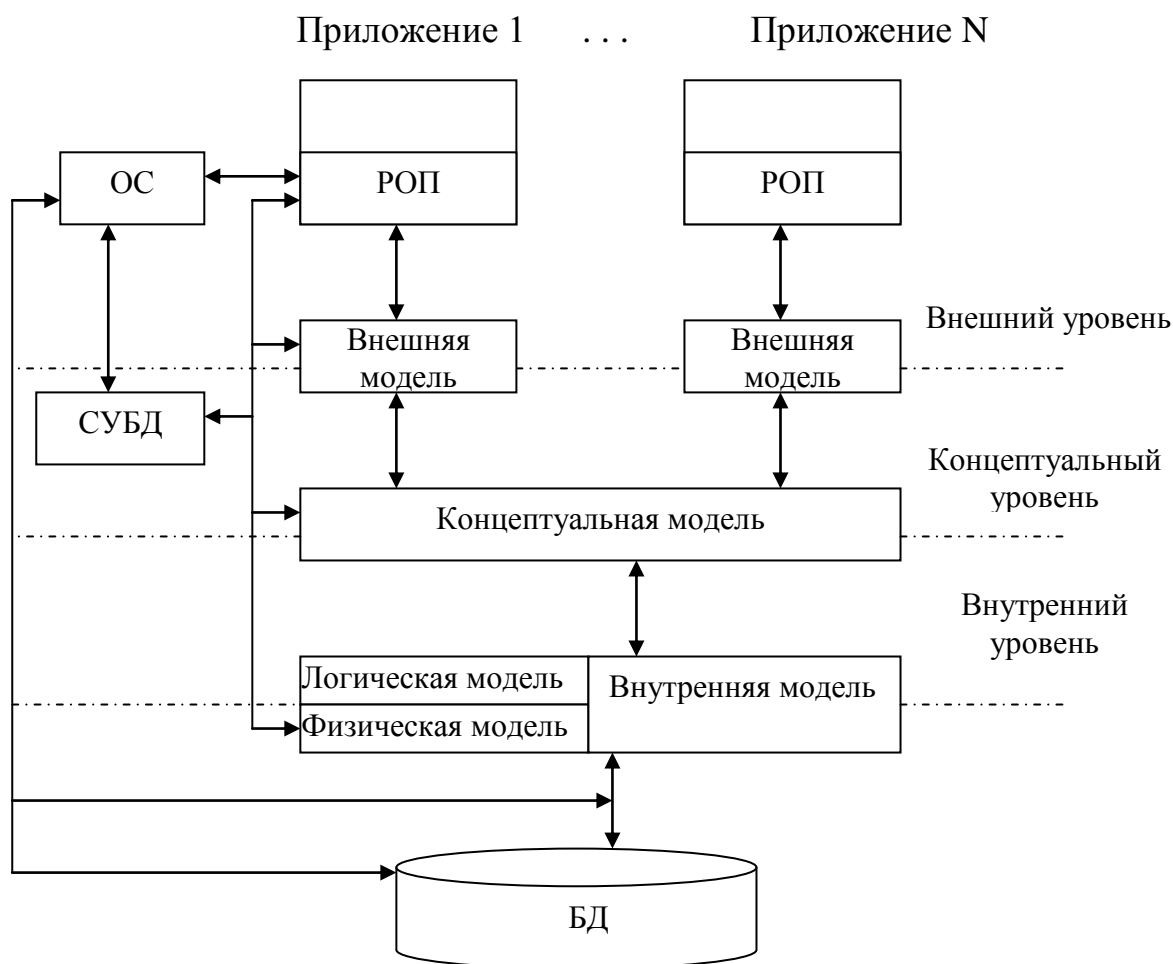 Приложение 1 . . . Приложение N
ОС
РОП
РОП
Внешний уровень
Внешняя
модель
Внешняя
модель
СУБД
Концептуальный
уровень
Концептуальная модель
Внутренний
уровень
Логическая модель
Внутренняя модель
Физическая модель
БД